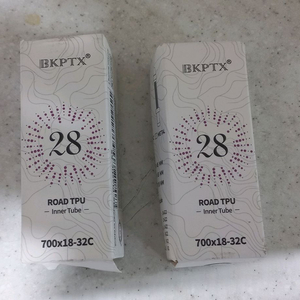 BKPTX®
28
ROAD TPU
Inner Tube
700x18-32C
BKPTX®
28
ROAD TPU
Inner Tube
700x18-32C